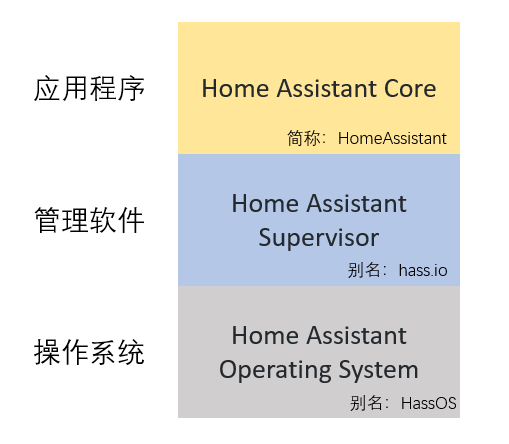 应用程序
Home Assistant Core
简称：HomeAssistant
管理软件
Home Assistant
Supervisor
别名：hass.io
操作系统
Home Assistant
Operating System
别名：HassOS